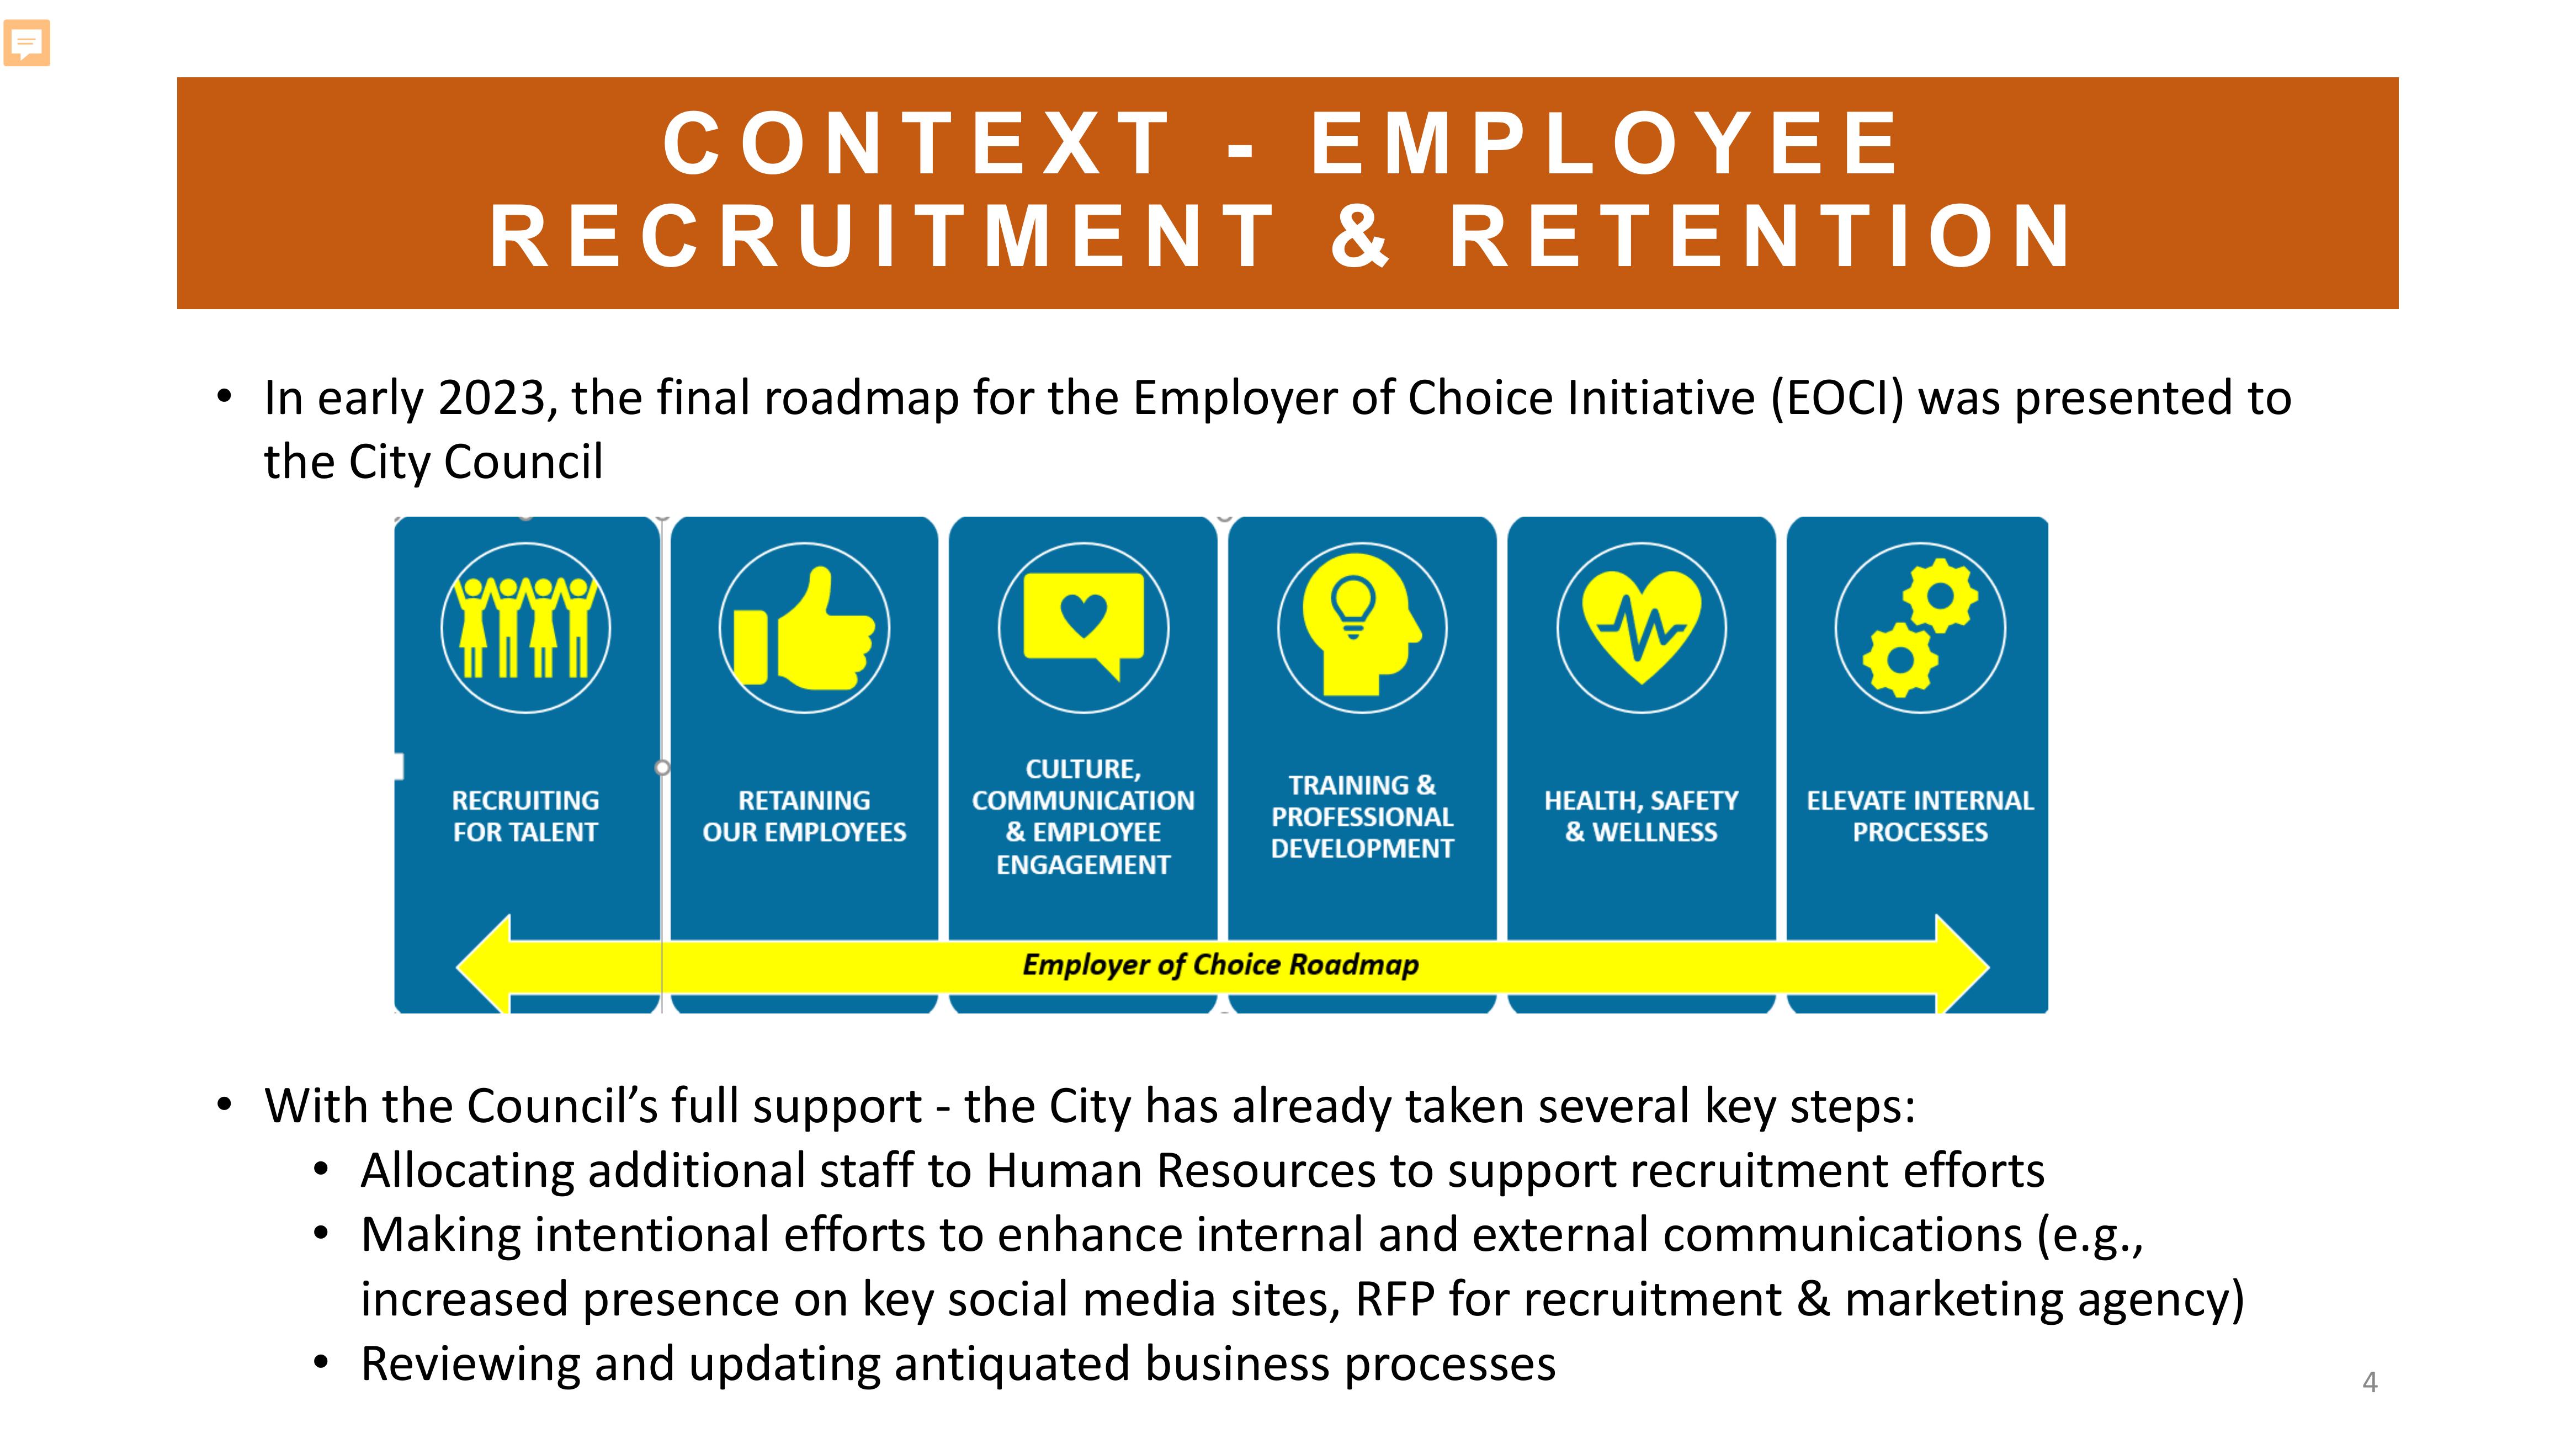 CONTEXT - EMPLOYEE
RECRUITMENT & RETENTION
• In early 2023, the final roadmap for the Employer of Choice Initiative (EOCI) was presented to
the City Council
RECRUITING
FOR TALENT
RETAINING
OUR EMPLOYEES
CULTURE,
COMMUNICATION
& EMPLOYEE
ENGAGEMENT
TRAINING &
PROFESSIONAL
DEVELOPMENT
HEALTH, SAFETY
& WELLNESS
ELEVATE INTERNAL
PROCESSES
Employer of Choice Roadmap
• With the Council’s full support - the City has already taken several key steps:
• Allocating additional staff to Human Resources to support recruitment efforts
• Making intentional efforts to enhance internal and external communications (e.g.,
increased presence on key social media sites, RFP for recruitment & marketing agency)
• Reviewing and updating antiquated business processes
4